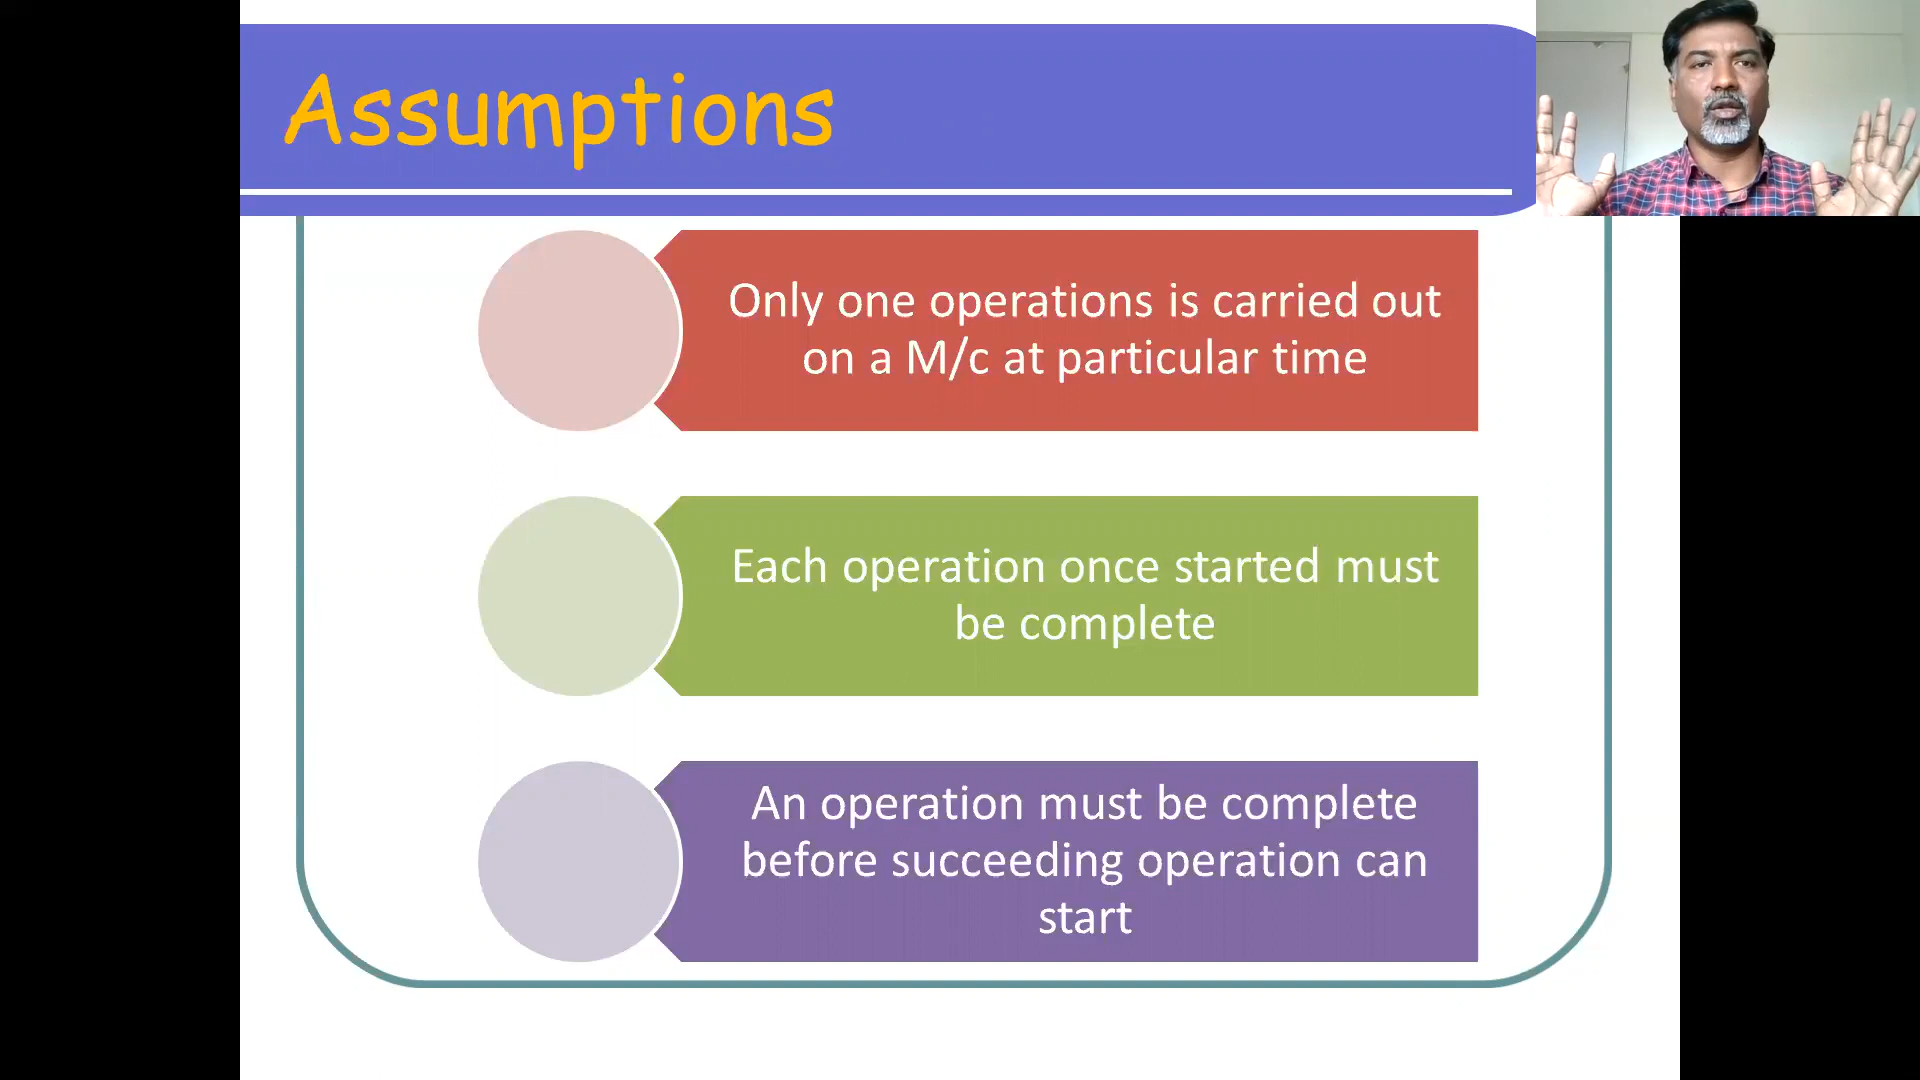 Assumptions
Only one operations is carried out
on a M/c at particular time
Each operation once started must
be complete
An operation must be complete
before succeeding operation can
start